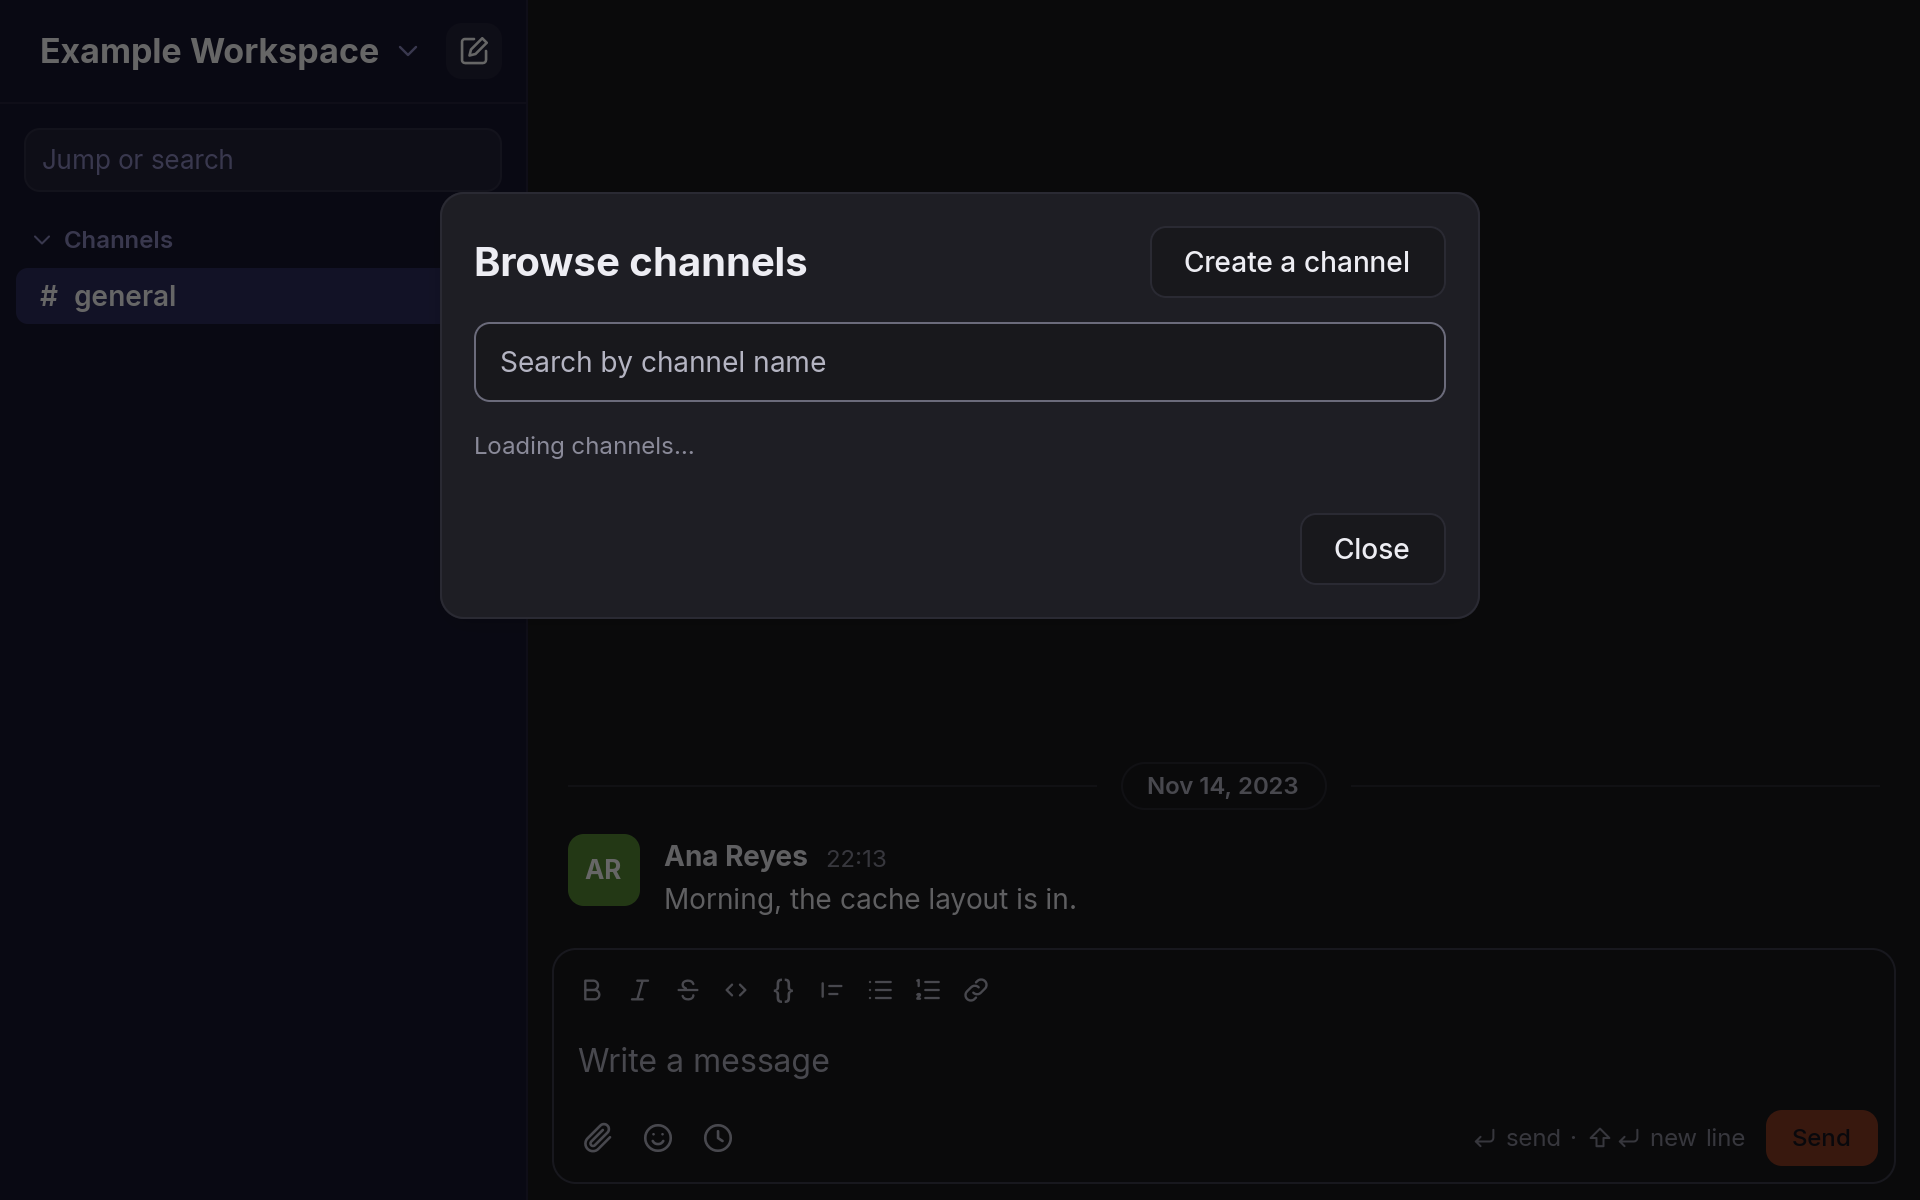 Example Workspace
Jump or search
Channels
# general
Browse channels
Create a channel
Search by channel name
Loading channels...
Close
Nov 14, 2023
AR
Ana Reyes 22:13
Morning, the cache layout is in.
Write a message
send · new line
Send